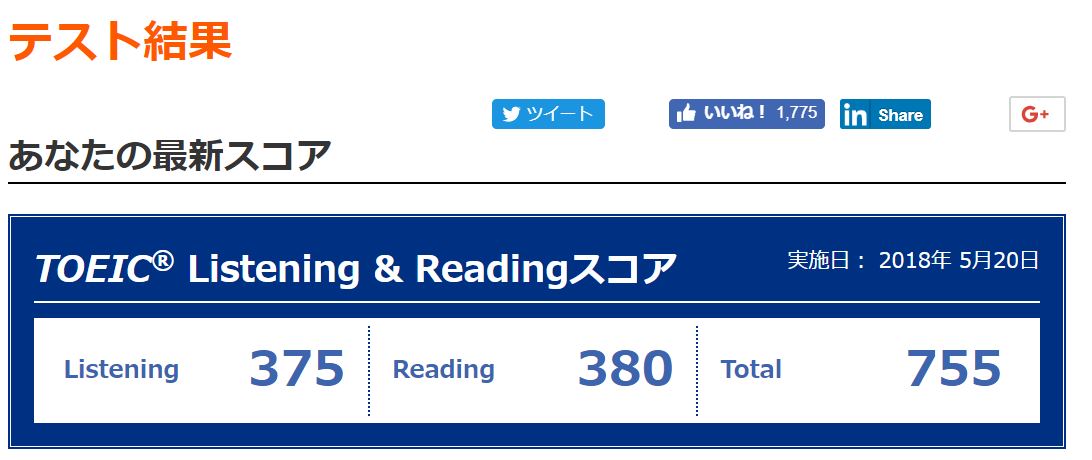 テスト結果
ツイート いいね！ 1,775 in Share G+
あなたの最新スコア
TOEIC® Listening & Readingスコア 実施日： 2018年 5月20日
Listening 375 Reading 380 Total 755